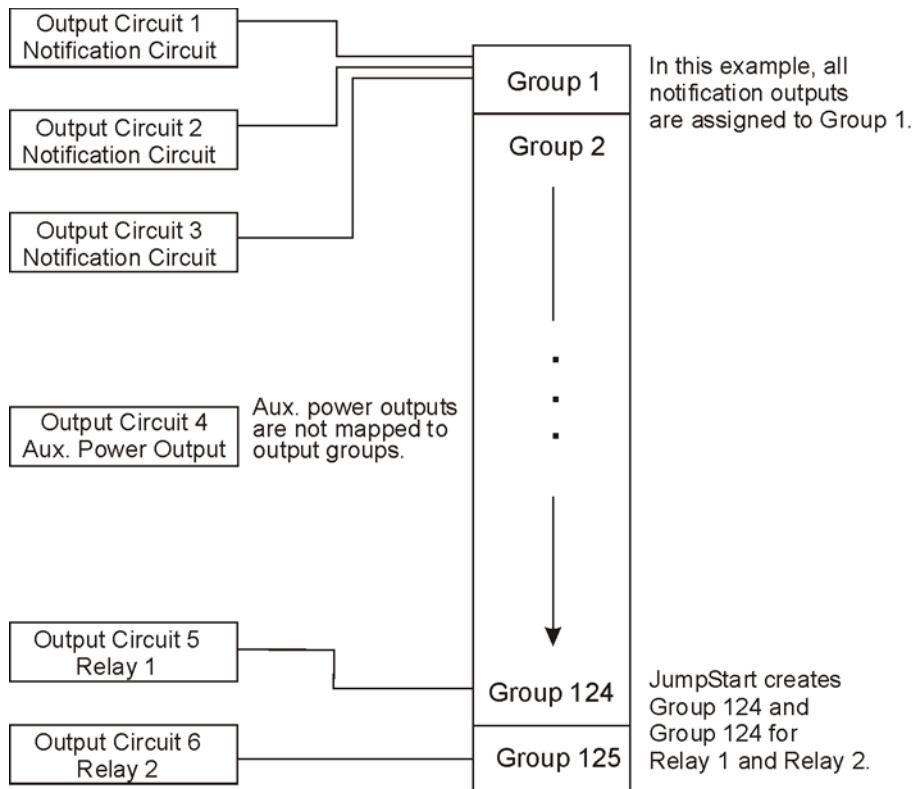 Output Circuit 1
Notification Circuit
Output Circuit 2
Notification Circuit
Output Circuit 3
Notification Circuit
Output Circuit 4
Aux. Power Output
Aux. power outputs
are not mapped to
output groups.
Output Circuit 5
Relay 1
Output Circuit 6
Relay 2
Group 1
Group 2
Group 124
Group 125
In this example, all
notification outputs
are assigned to Group 1.
JumpStart creates
Group 124 and
Group 124 for
Relay 1 and Relay 2.